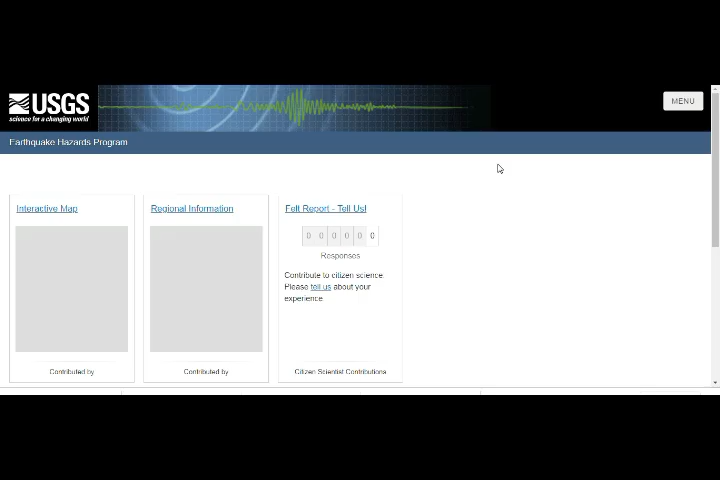 USGS
science for a changing world
MENU
Earthquake Hazards Program
Interactive Map
Regional Information
Felt Report - Tell Us!
0 0 0 0 0 0
Responses
Contribute to citizen science.
Please tell us about your
experience.
Contributed by
Contributed by
Citizen Scientist Contributions